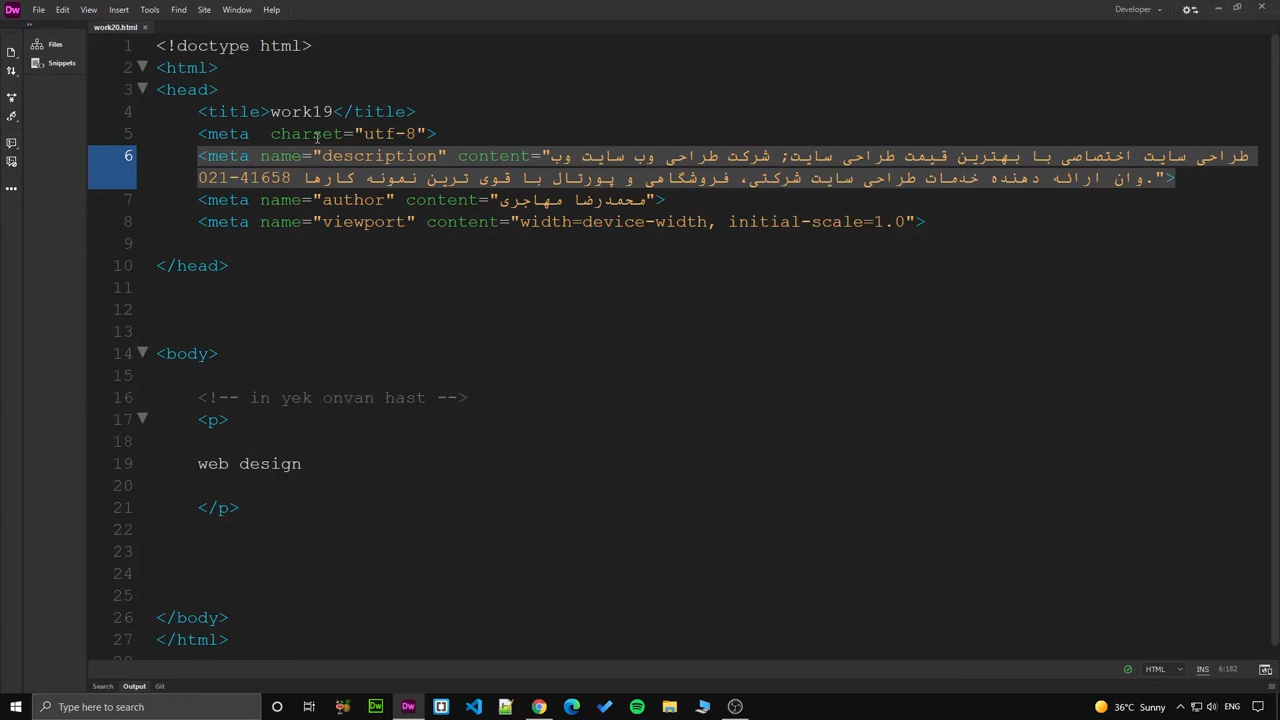 Dw File Edit View Insert Tools Find Site Window Help Developer
work20.html
Files
Snippets
1 <!doctype html>
2 <html>
3 <head>
4 <title>work19</title>
5 <meta  charset="utf-8">
6 <meta name="description" content="طراحی سایت اختصاصی با بهترین قیمت طراحی سایت; شرکت طراحی وب سایت وب
وان ارائه دهنده خدمات طراحی سایت شرکتی، فروشگاهی و پورتال با قوی ترین نمونه کارها 41658-021.">
7 <meta name="author" content="محمدرضا مهاجری">
8 <meta name="viewport" content="width=device-width, initial-scale=1.0">
9
10 </head>
11
12
13
14 <body>
15
16 <!-- in yek onvan hast -->
17 <p>
18
19 web design
20
21 </p>
22
23
24
25
26 </body>
27 </html>
28
HTML INS 6:182
Search Output Git
Type here to search Dw Dw 36°C Sunny ENG